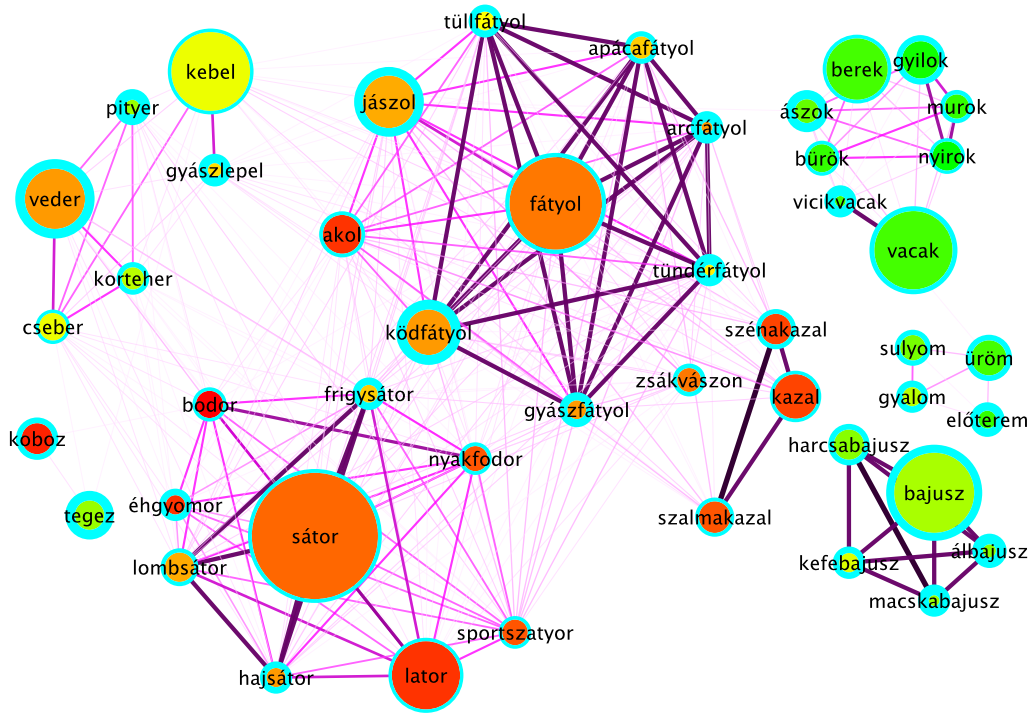 tüllfátyol
apácafátyol
kebel
gyilok
berek
pityer
jászol
ászok
murok
arcfátyol
bürök
nyirok
gyászlepel
veder
fátyol
vicikvacak
akol
vacak
tündérfátyol
korteher
cseber
ködfátyol
szénakazal
sulyom
üröm
zsákvászon
frigysátor
kazal
gyalom
bodor
gyászfátyol
előterem
koboz
harcsabajusz
nyakfodor
bajusz
éhgyomor
tegez
szalmakazal
sátor
álbajusz
lombsátor
kefebajusz
macskabajusz
sportszatyor
hajsátor
lator